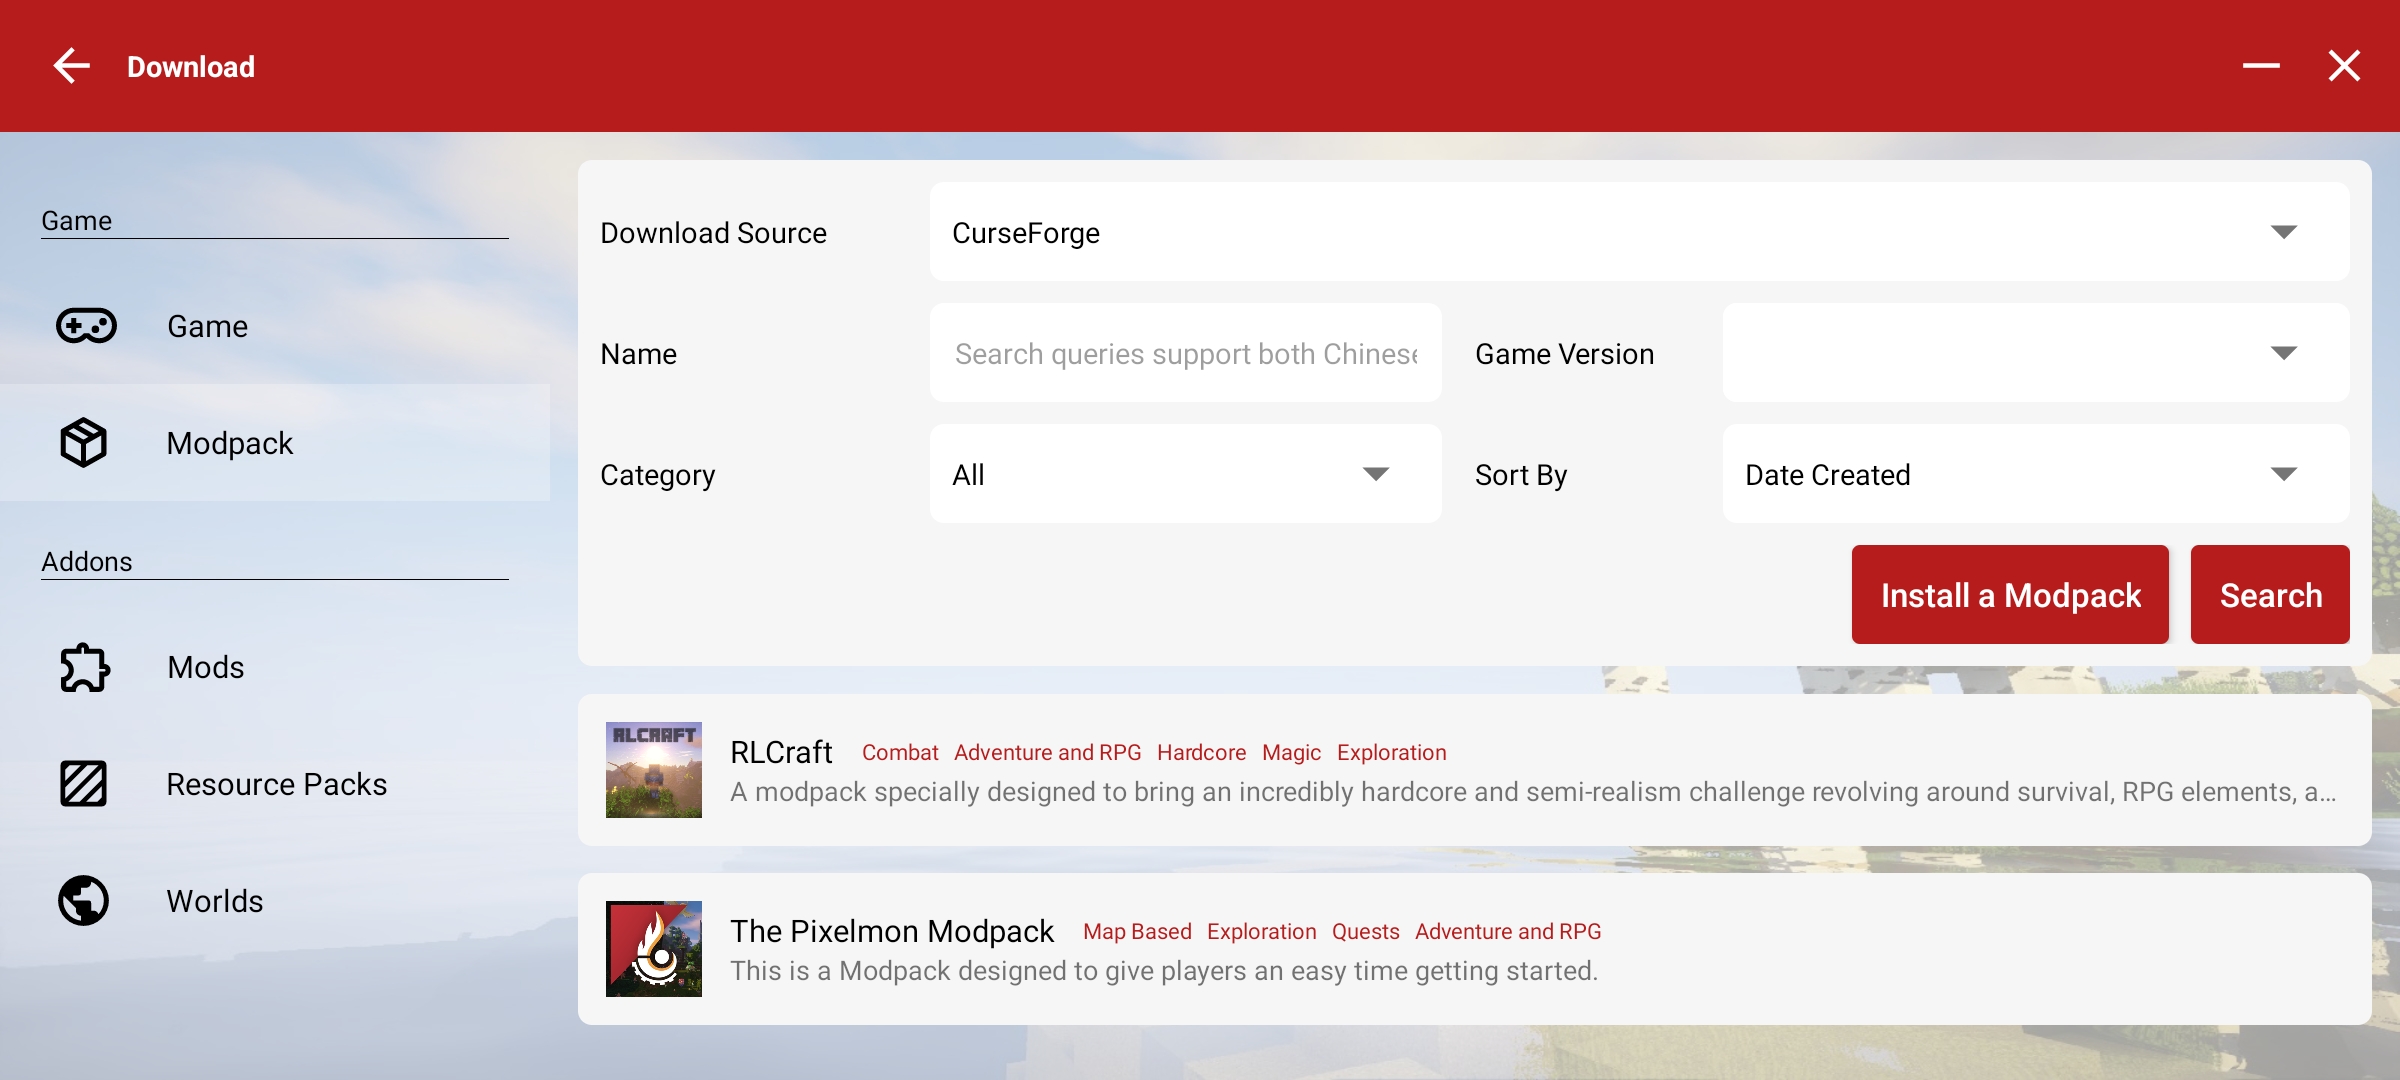 Download
Game
Game
Modpack
Addons
Mods
Resource Packs
Worlds
Download Source CurseForge
Name Search queries support both Chinese Game Version
Category All Sort By Date Created
Install a Modpack Search
RLCRAFT
RLCraft Combat Adventure and RPG Hardcore Magic Exploration
A modpack specially designed to bring an incredibly hardcore and semi-realism challenge revolving around survival, RPG elements, a...
The Pixelmon Modpack Map Based Exploration Quests Adventure and RPG
This is a Modpack designed to give players an easy time getting started.